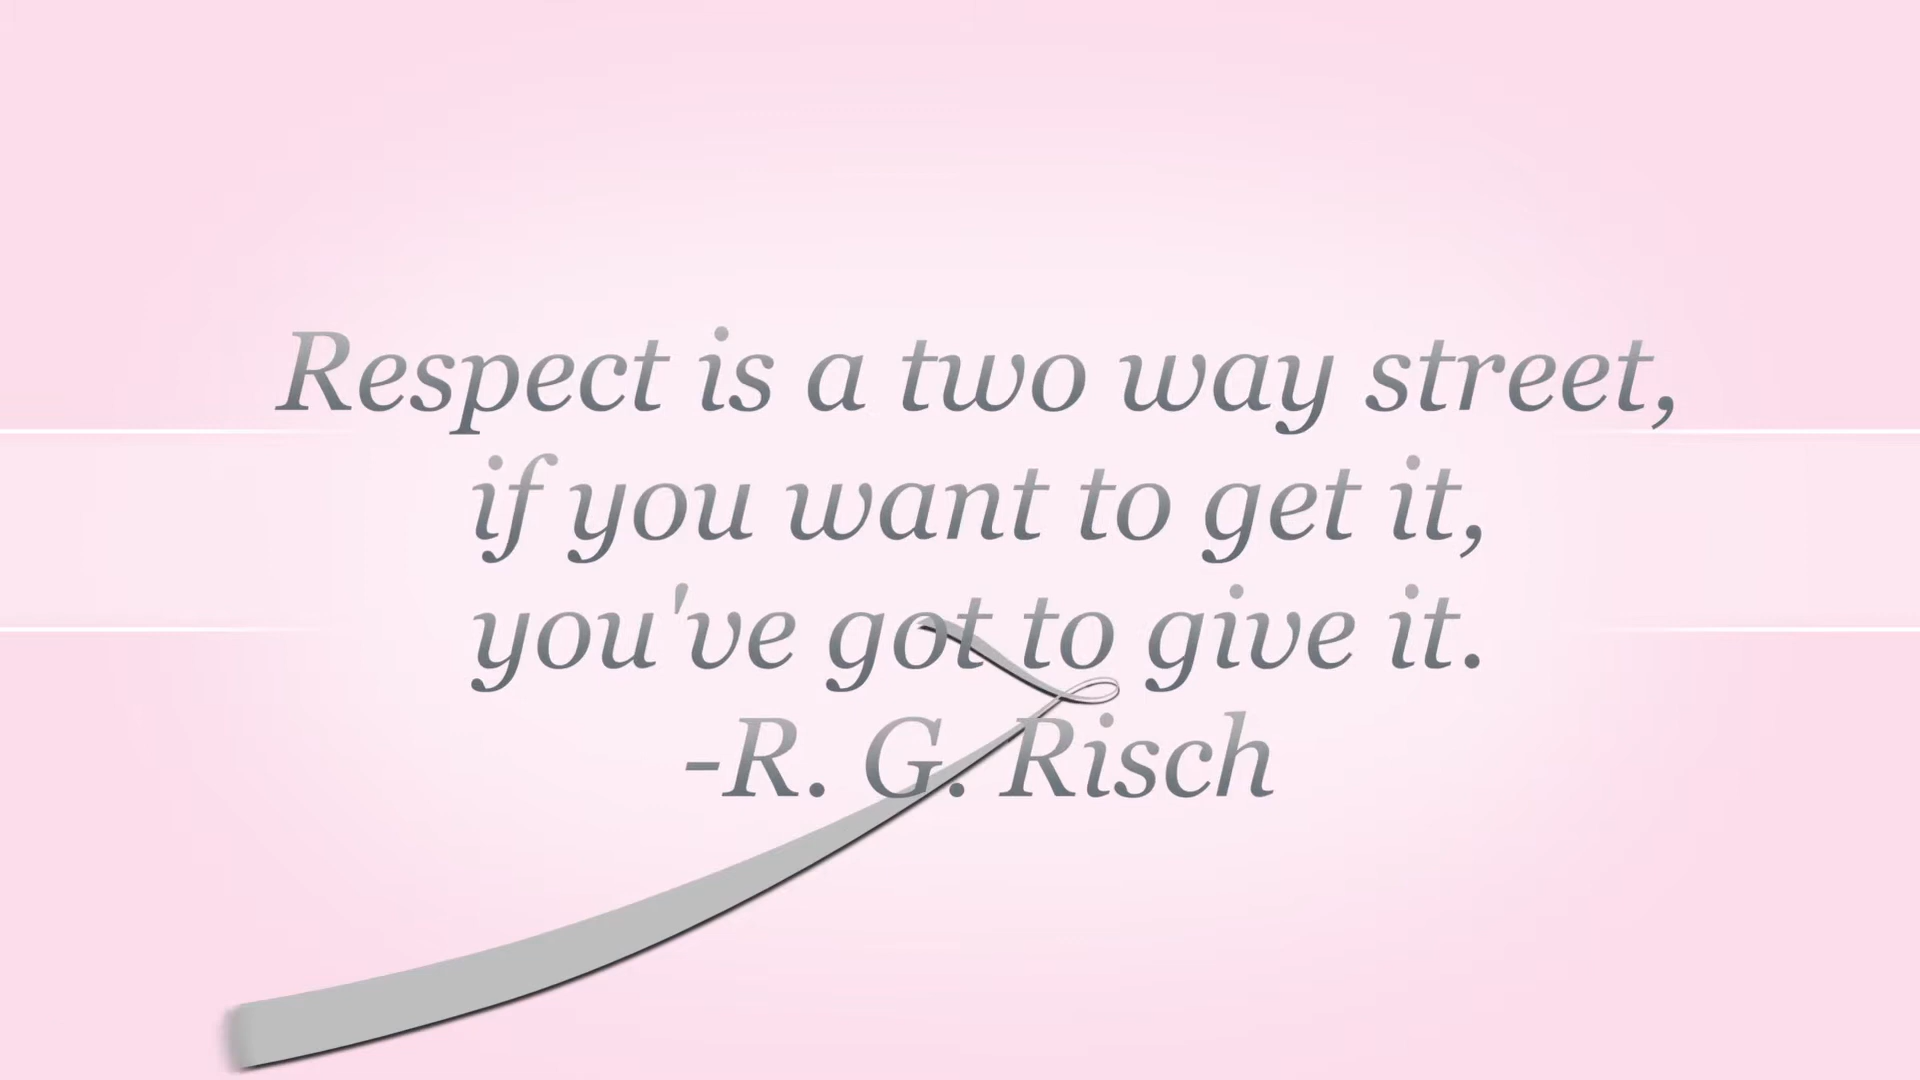 Respect is a two way street,
if you want to get it,
you've got to give it.
-R. G. Risch